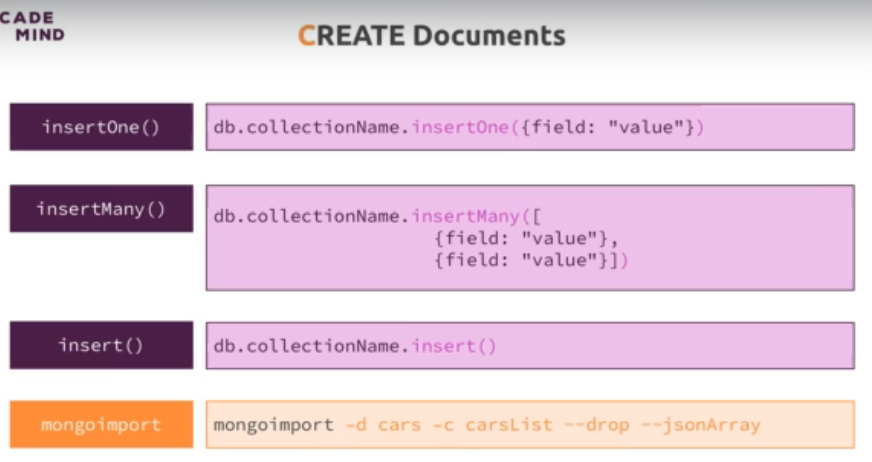 CADE
MIND
CREATE Documents
insertOne()
db.collectionName.insertOne({field: "value"})
insertMany()
db.collectionName.insertMany([
{field: "value"},
{field: "value"}])
insert()
db.collectionName.insert()
mongoimport
mongoimport -d cars -c carsList --drop --jsonArray